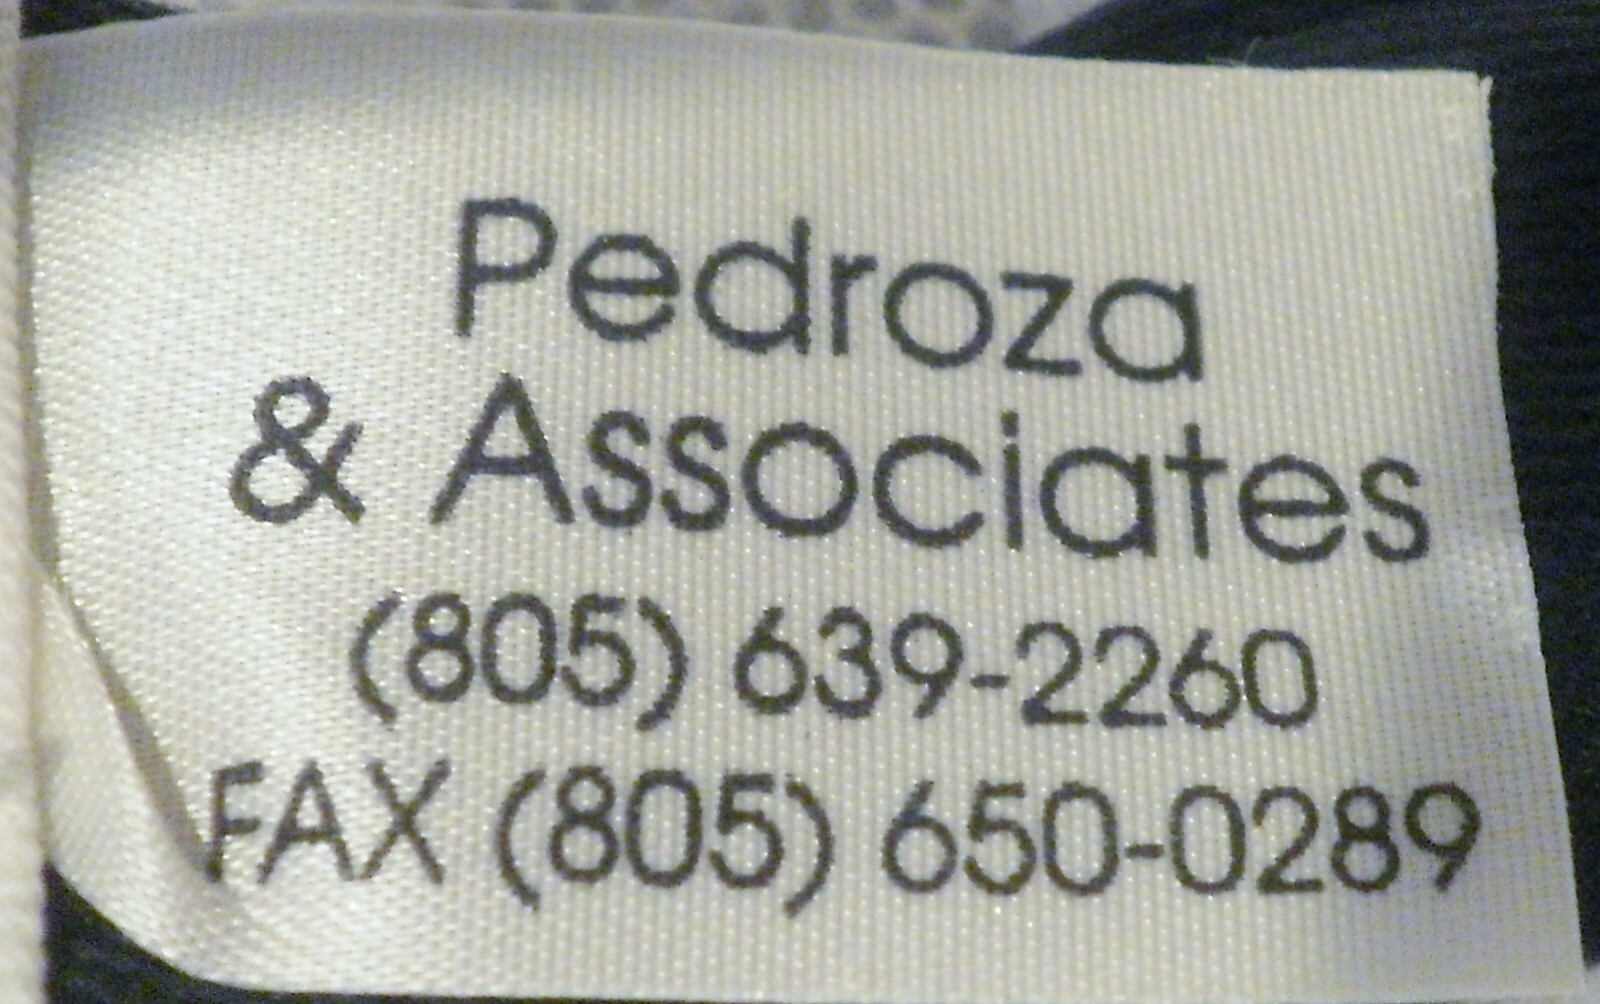 Pedroza
& Associates
(805) 639-2260
FAX (805) 650-0289